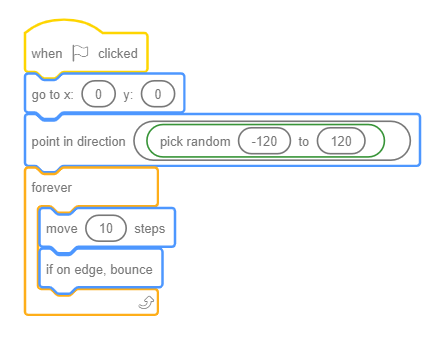 when clicked
go to x: 0 y: 0
point in direction pick random -120 to 120
forever
move 10 steps
if on edge, bounce